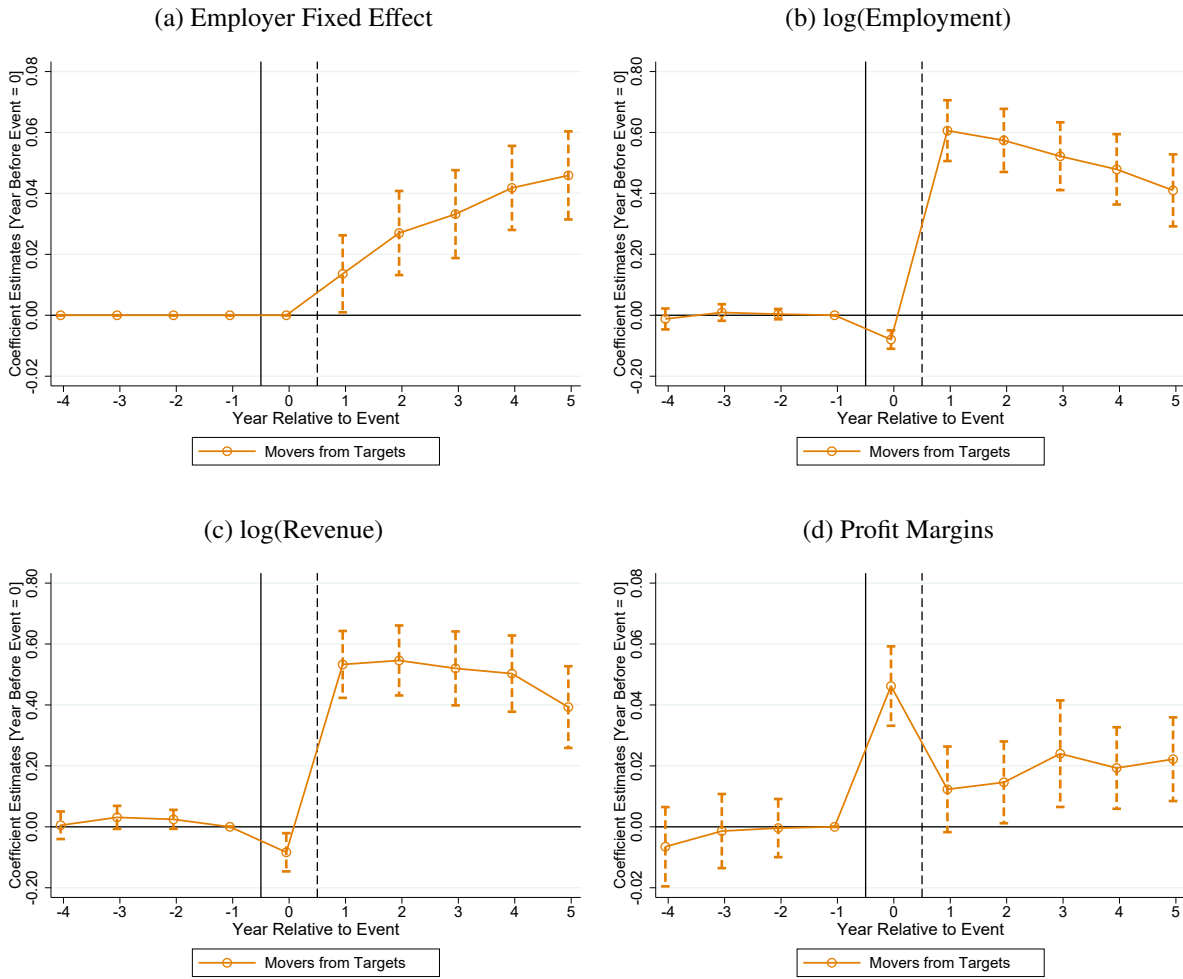 (a) Employer Fixed Effect
Coefficient Estimates [Year Before Event = 0]
0.08
0.06
0.04
0.02
0.00
-0.02
-4 -3 -2 -1 0 1 2 3 4 5
Year Relative to Event
Movers from Targets
(b) log(Employment)
Coefficient Estimates [Year Before Event = 0]
0.80
0.60
0.40
0.20
0.00
-0.20
-4 -3 -2 -1 0 1 2 3 4 5
Year Relative to Event
Movers from Targets
(c) log(Revenue)
Coefficient Estimates [Year Before Event = 0]
0.80
0.60
0.40
0.20
0.00
-0.20
-4 -3 -2 -1 0 1 2 3 4 5
Year Relative to Event
Movers from Targets
(d) Profit Margins
Coefficient Estimates [Year Before Event = 0]
0.08
0.06
0.04
0.02
0.00
-0.02
-4 -3 -2 -1 0 1 2 3 4 5
Year Relative to Event
Movers from Targets